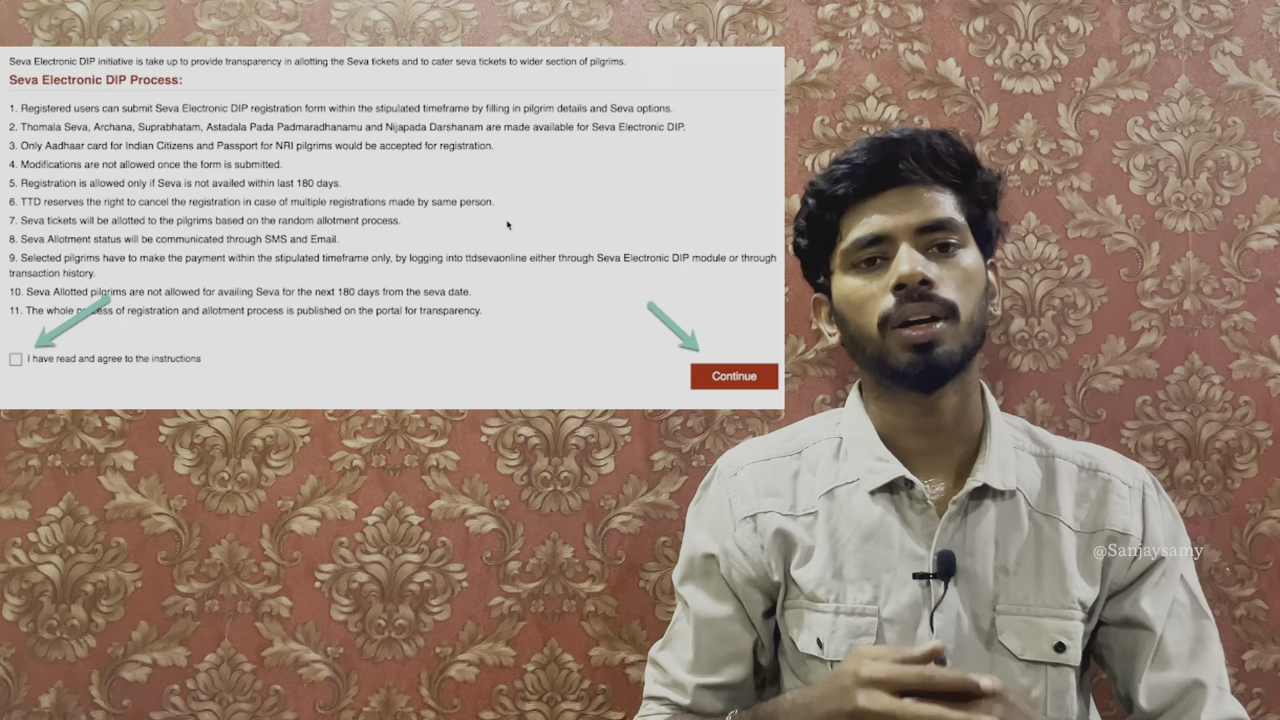 Seva Electronic DIP initiative is take up to provide transparency in allotting the Seva tickets and to cater seva tickets to wider section of pilgrims.
Seva Electronic DIP Process:
1. Registered users can submit Seva Electronic DIP registration form within the stipulated timeframe by filling in pilgrim details and Seva options.
2. Thomala Seva, Archana, Suprabhatam, Astadala Pada Padmaradhanamu and Nijapada Darshanam are made available for Seva Electronic DIP.
3. Only Aadhaar card for Indian Citizens and Passport for NRI pilgrims would be accepted for registration.
4. Modifications are not allowed once the form is submitted.
5. Registration is allowed only if Seva is not availed within last 180 days.
6. TTD reserves the right to cancel the registration in case of multiple registrations made by same person.
7. Seva tickets will be allotted to the pilgrims based on the random allotment process.
8. Seva Allotment status will be communicated through SMS and Email.
9. Selected pilgrims have to make the payment within the stipulated timeframe only, by logging into ttdsevaonline either through Seva Electronic DIP module or through
transaction history.
10. Seva Allotted pilgrims are not allowed for availing Seva for the next 180 days from the seva date.
11. The whole process of registration and allotment process is published on the portal for transparency.
I have read and agree to the instructions
Continue
@Sanjaysamy